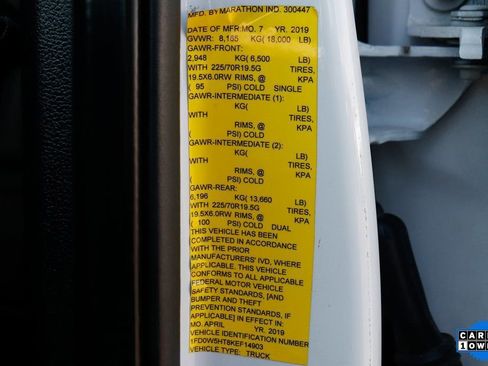 MFD. BY MARATHON IND. 300447
DATE OF MFR:MO. 7 YR. 2019
GVWR: 8,165 KG( 18,000 LB)
GAWR-FRONT:
2,948 KG( 6,500 LB)
WITH 225/70R19.5G TIRES,
19.5X6.0RW RIMS, @ KPA
( 95 PSI) COLD SINGLE
GAWR-INTERMEDIATE (1):
KG( LB)
WITH TIRES,
RIMS, @ KPA
( PSI) COLD
GAWR-INTERMEDIATE (2):
KG( LB)
WITH TIRES,
RIMS, @ KPA
( PSI) COLD
GAWR-REAR:
6,196 KG( 13,660 LB)
WITH 225/70R19.5G TIRES,
19.5X6.0RW RIMS, @ KPA
( 100 PSI) COLD DUAL
THIS VEHICLE HAS BEEN
COMPLETED IN ACCORDANCE
WITH THE PRIOR
MANUFACTURERS' IVD, WHERE
APPLICABLE. THIS VEHICLE
CONFORMS TO ALL APPLICABLE
FEDERAL MOTOR VEHICLE
SAFETY STANDARDS, [AND
BUMPER AND THEFT
PREVENTION STANDARDS, IF
APPLICABLE] IN EFFECT IN:
MO. APRIL YR. 2019
VEHICLE IDENTIFICATION NUMBER
1FD0W5HT8KEF14903
VEHICLE TYPE: TRUCK
CARF
1 OWN